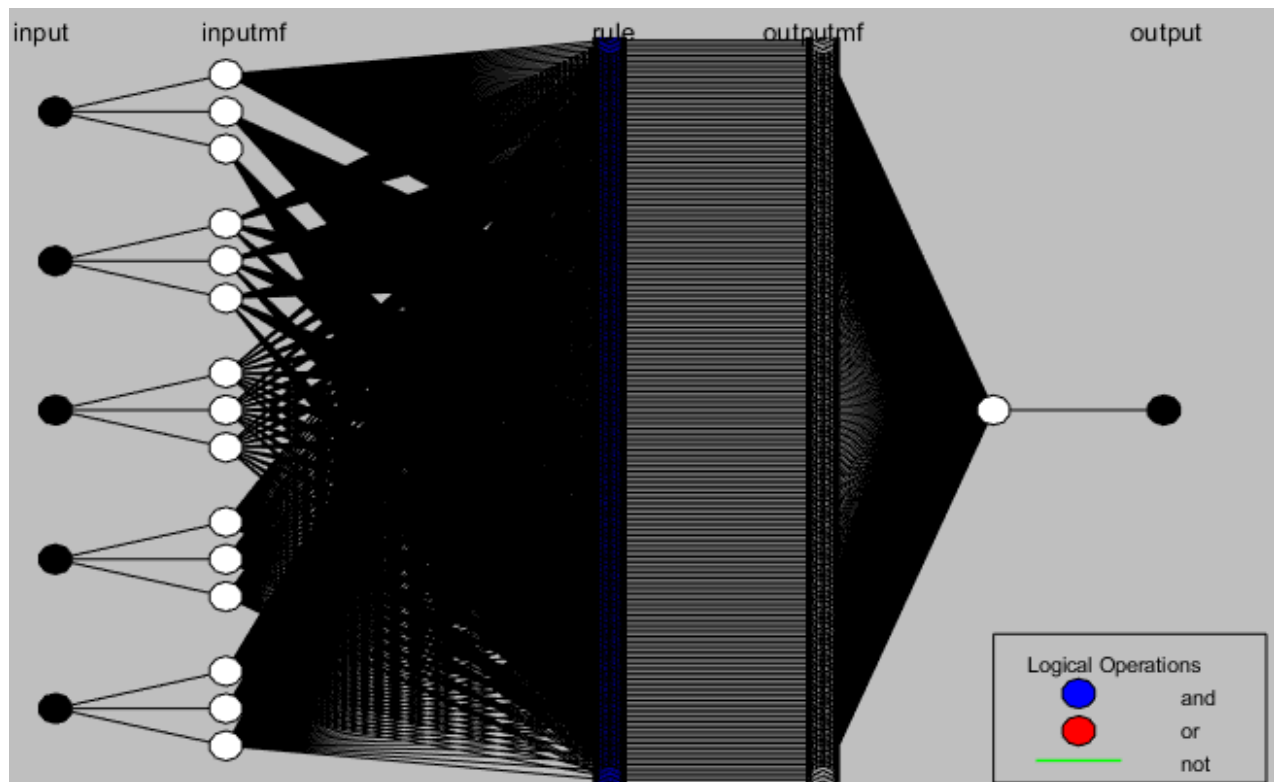 input inputmf rule outputmf output
Logical Operations
and
or
not